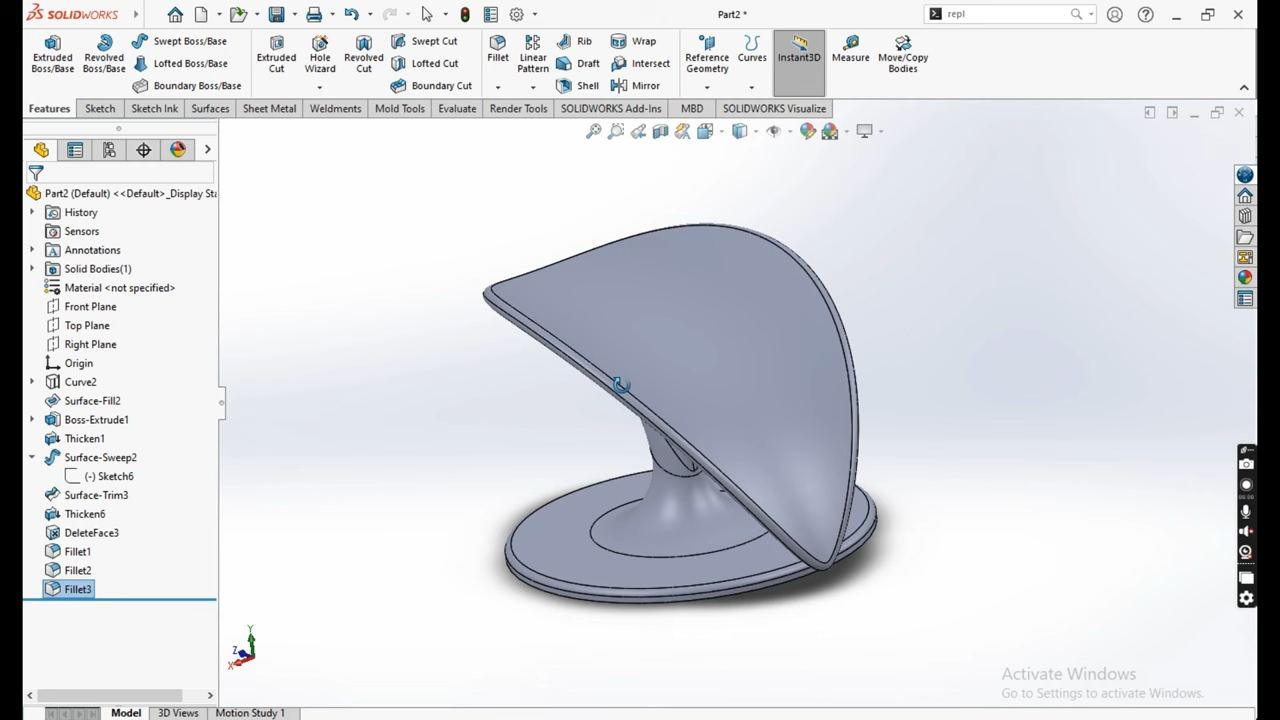 SOLIDWORKS
Part2 *
repl
Extruded Boss/Base
Revolved Boss/Base
Swept Boss/Base
Lofted Boss/Base
Boundary Boss/Base
Extruded Cut
Hole Wizard
Revolved Cut
Swept Cut
Lofted Cut
Boundary Cut
Fillet
Linear Pattern
Rib
Draft
Shell
Wrap
Intersect
Mirror
Reference Geometry
Curves
Instant3D
Measure
Move/Copy Bodies
Features Sketch Sketch Ink Surfaces Sheet Metal Weldments Mold Tools Evaluate Render Tools SOLIDWORKS Add-Ins MBD SOLIDWORKS Visualize
Part2 (Default) <<Default>_Display Sta
History
Sensors
Annotations
Solid Bodies(1)
Material <not specified>
Front Plane
Top Plane
Right Plane
Origin
Curve2
Surface-Fill2
Boss-Extrude1
Thicken1
Surface-Sweep2
(-) Sketch6
Surface-Trim3
Thicken6
DeleteFace3
Fillet1
Fillet2
Fillet3
Y
Z
X
00:00
Activate Windows
Go to Settings to activate Windows.
Model 3D Views Motion Study 1